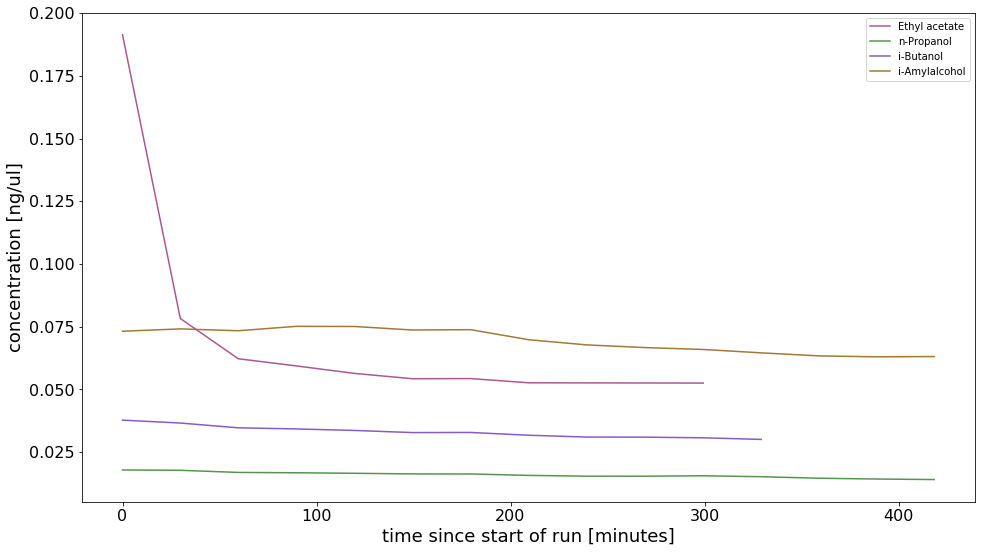 0.200
0.175
0.150
0.125
0.100
0.075
0.050
0.025
concentration [ng/ul]
Ethyl acetate
n-Propanol
i-Butanol
i-Amylalcohol
0 100 200 300 400
time since start of run [minutes]